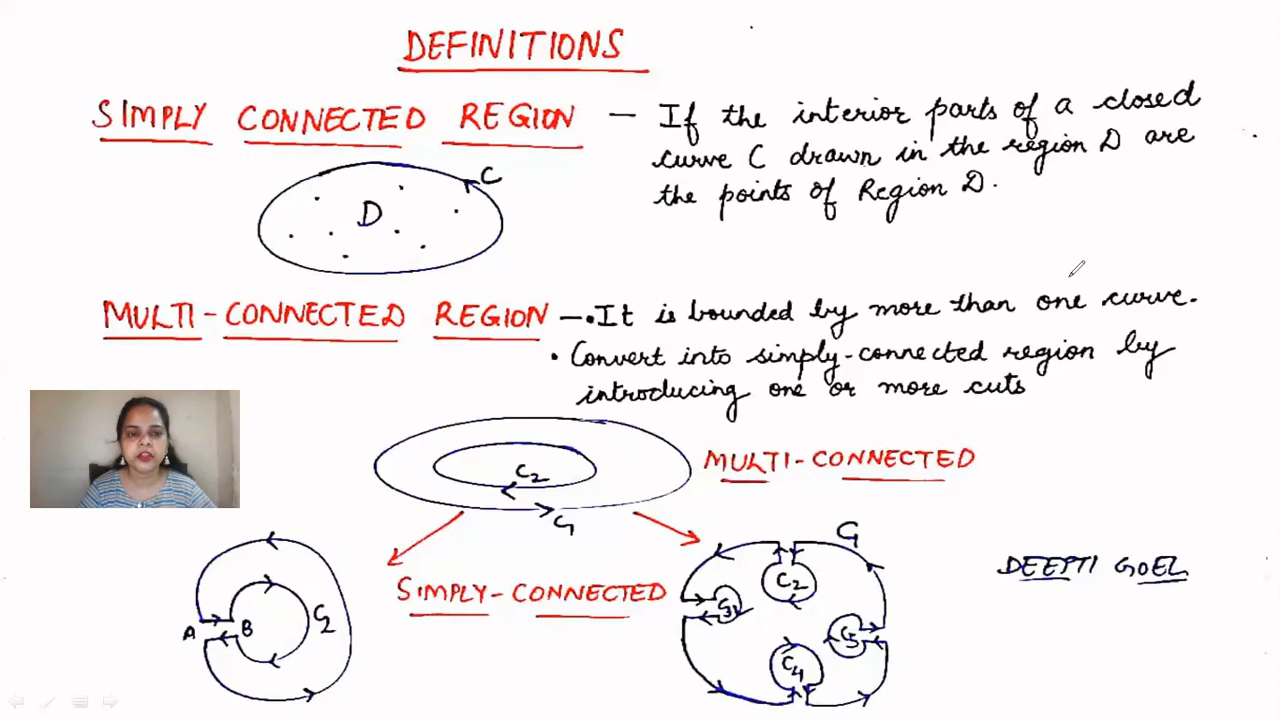 DEFINITIONS
SIMPLY CONNECTED REGION — If the interior parts of a closed
curve C drawn in the region D are
the points of Region D.
C
D
MULTI-CONNECTED REGION — • It is bounded by more than one curve.
• Convert into simply-connected region by
introducing one or more cuts
C2
C1
MULTI-CONNECTED
SIMPLY-CONNECTED
A B C2
C1
C2
C3
C5
C4
DEEPTI GOEL